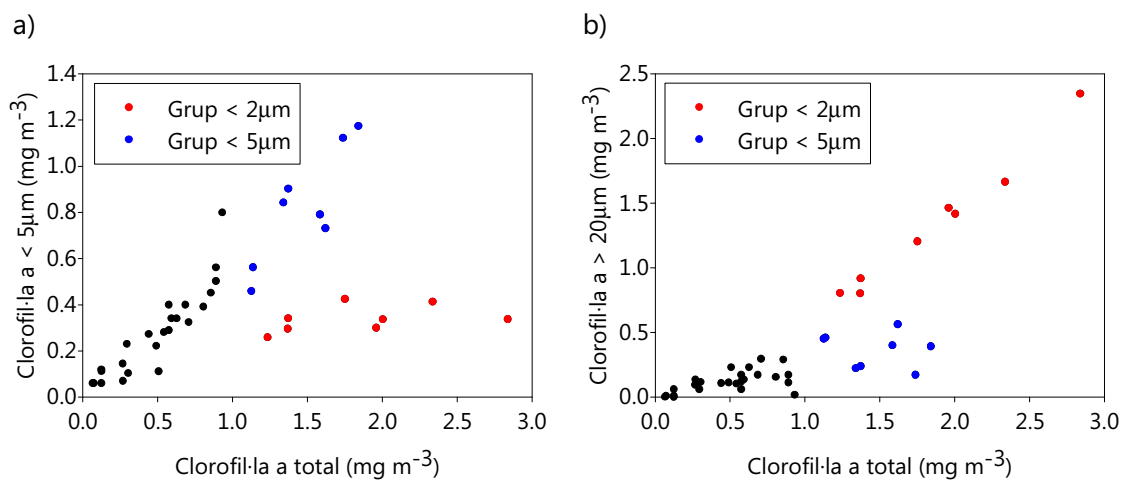 a)
Clorofil·la a < 5µm (mg m⁻³)
1.4
1.2
1.0
0.8
0.6
0.4
0.2
0.0
Grup < 2µm
Grup < 5µm
0.0 0.5 1.0 1.5 2.0 2.5 3.0
Clorofil·la a total (mg m⁻³)
b)
Clorofil·la a > 20µm (mg m⁻³)
2.5
2.0
1.5
1.0
0.5
0.0
Grup < 2µm
Grup < 5µm
0.0 0.5 1.0 1.5 2.0 2.5 3.0
Clorofil·la a total (mg m⁻³)